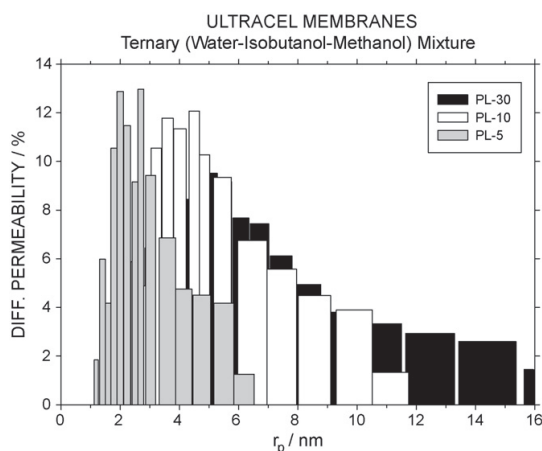 ULTRACEL MEMBRANES
Ternary (Water-Isobutanol-Methanol) Mixture
14
12
10
8
6
4
2
0
DIFF. PERMEABILITY / %
PL-30
PL-10
PL-5
0 2 4 6 8 10 12 14 16
rp / nm